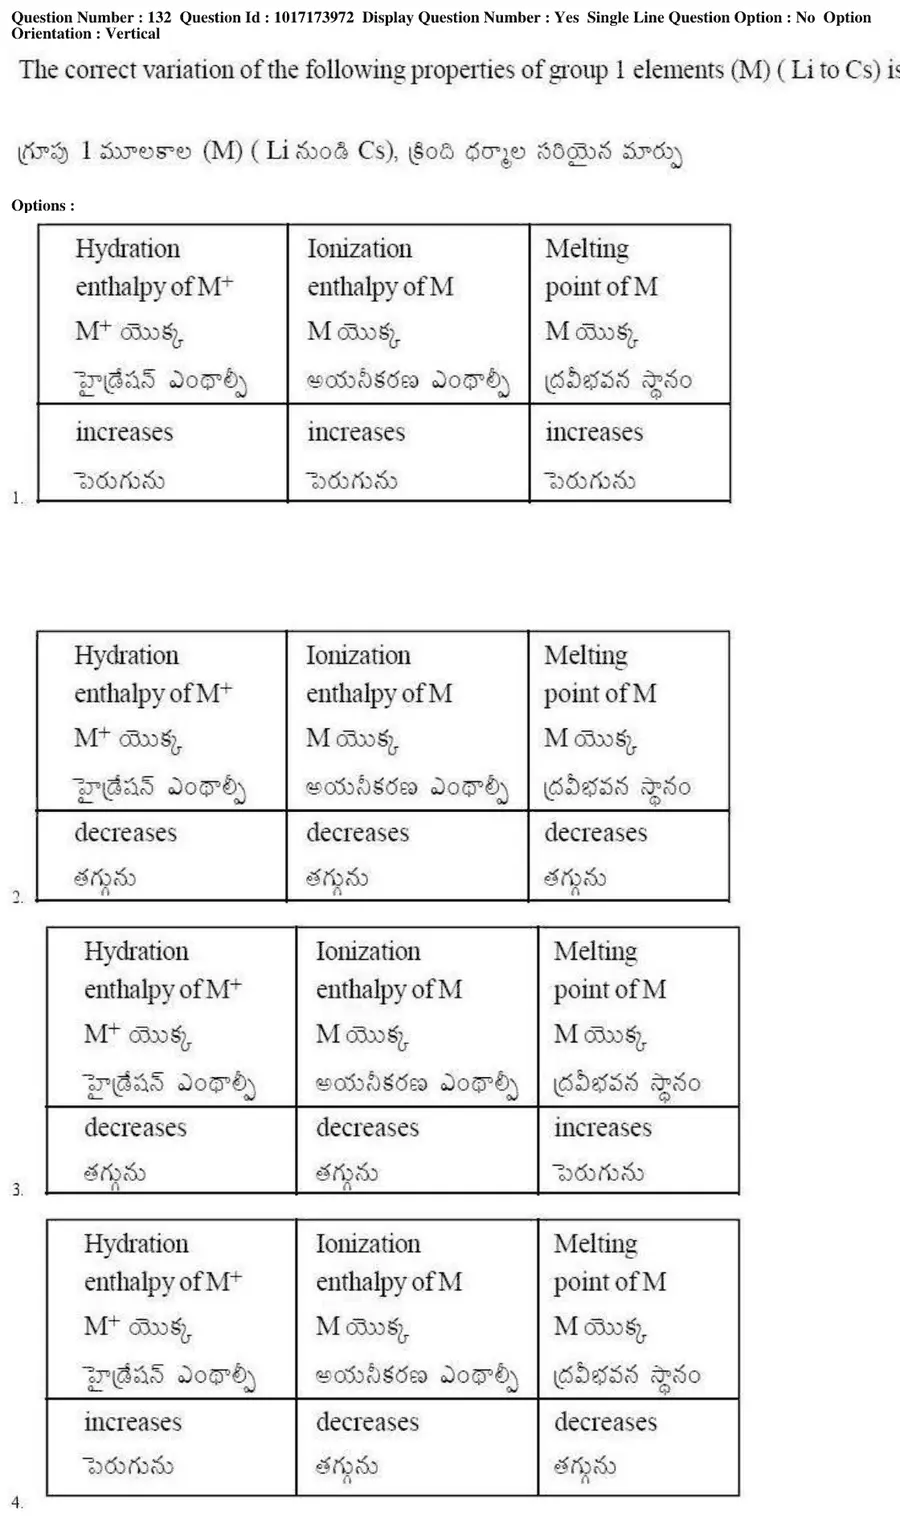 Question Number : 132 Question Id : 1017173972 Display Question Number : Yes Single Line Question Option : No Option
Orientation : Vertical
The correct variation of the following properties of group 1 elements (M) ( Li to Cs) is
గ్రూపు 1 మూలకాల (M) ( Li నుండి Cs), క్రింది ధర్మాల సరియైన మార్పు
Options :
Hydration Ionization Melting
enthalpy of M⁺ enthalpy of M point of M
M⁺ యొక్క M యొక్క M యొక్క
హైడ్రేషన్ ఎంథాల్పీ అయనీకరణ ఎంథాల్పీ ద్రవీభవన స్థానం
increases increases increases
పెరుగును పెరుగును పెరుగును
1.
Hydration Ionization Melting
enthalpy of M⁺ enthalpy of M point of M
M⁺ యొక్క M యొక్క M యొక్క
హైడ్రేషన్ ఎంథాల్పీ అయనీకరణ ఎంథాల్పీ ద్రవీభవన స్థానం
decreases decreases decreases
తగ్గును తగ్గును తగ్గును
2.
Hydration Ionization Melting
enthalpy of M⁺ enthalpy of M point of M
M⁺ యొక్క M యొక్క M యొక్క
హైడ్రేషన్ ఎంథాల్పీ అయనీకరణ ఎంథాల్పీ ద్రవీభవన స్థానం
decreases decreases increases
తగ్గును తగ్గును పెరుగును
3.
Hydration Ionization Melting
enthalpy of M⁺ enthalpy of M point of M
M⁺ యొక్క M యొక్క M యొక్క
హైడ్రేషన్ ఎంథాల్పీ అయనీకరణ ఎంథాల్పీ ద్రవీభవన స్థానం
increases decreases decreases
పెరుగును తగ్గును తగ్గును
4.